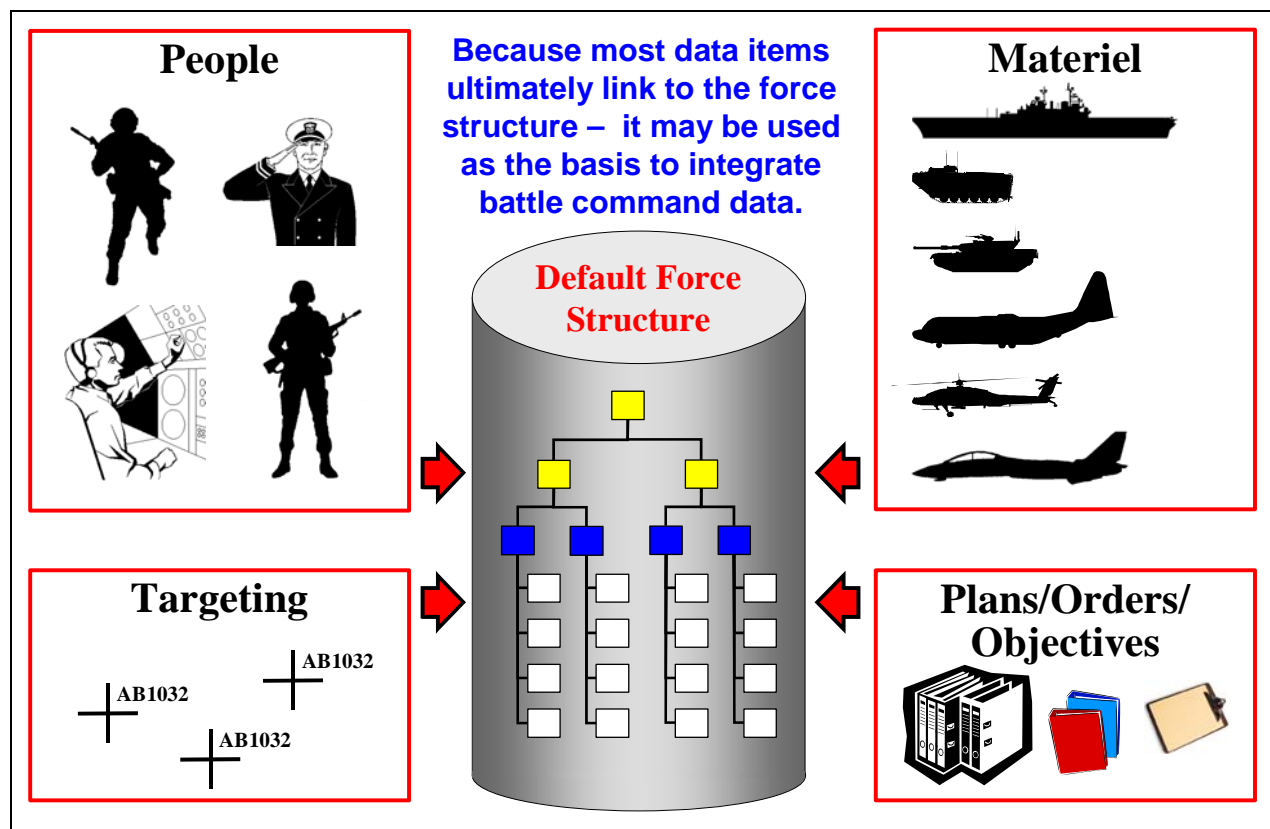 People
Because most data items
ultimately link to the force
structure – it may be used
as the basis to integrate
battle command data.
Materiel
Default Force
Structure
Targeting
AB1032
AB1032
AB1032
Plans/Orders/
Objectives